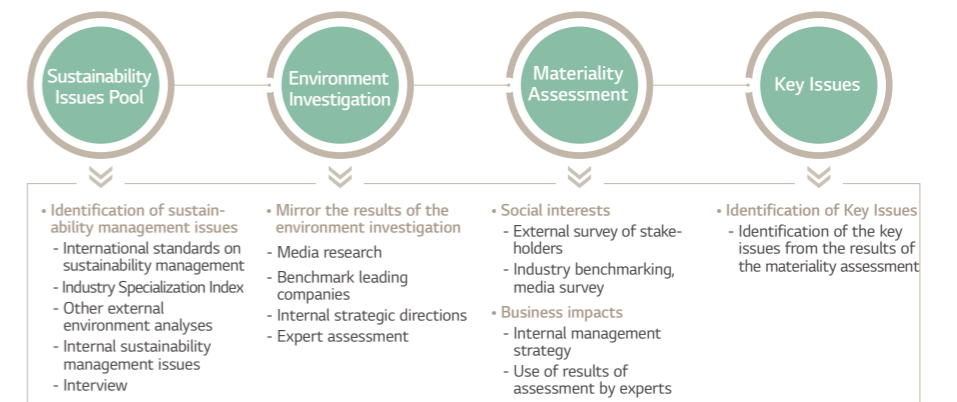 Sustainability
Issues Pool
Environment
Investigation
Materiality
Assessment
Key Issues
• Identification of sustain-
ability management issues
- International standards on
sustainability management
- Industry Specialization Index
- Other external
environment analyses
- Internal sustainability
management issues
- Interview
• Mirror the results of the
environment investigation
- Media research
- Benchmark leading
companies
- Internal strategic directions
- Expert assessment
• Social interests
- External survey of stake-
holders
- Industry benchmarking,
media survey
• Business impacts
- Internal management
strategy
- Use of results of
assessment by experts
• Identification of Key Issues
- Identification of the key
issues from the results of
the materiality assessment